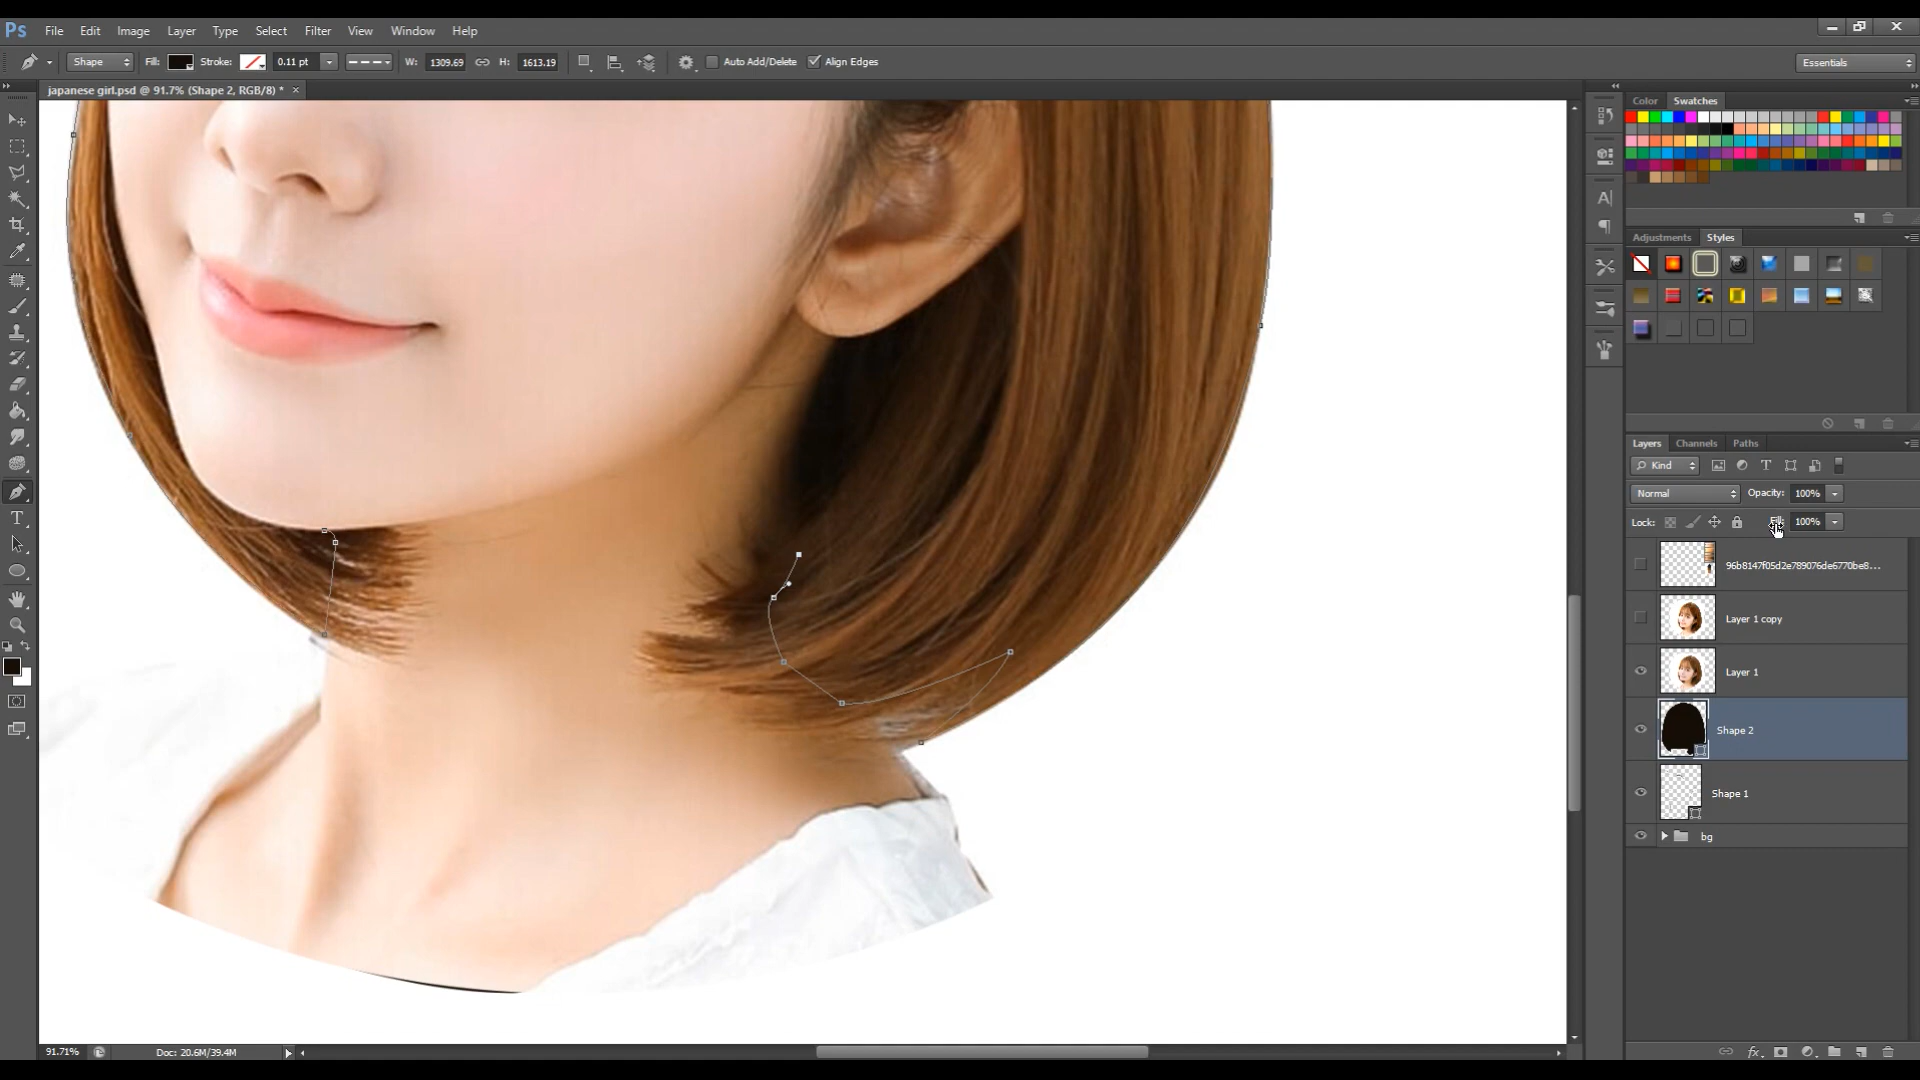 Ps File Edit Image Layer Type Select Filter View Window Help
Shape Fill: Stroke: 0.11 pt W: 1309.69 H: 1613.19 Auto Add/Delete Align Edges Essentials
japanese girl.psd @ 91.7% (Shape 2, RGB/8) * ×
Color Swatches
Adjustments Styles
Layers Channels Paths
Kind
Normal Opacity: 100%
Lock: Fill: 100%
96b8147f05d2e789076de6770be8...
Layer 1 copy
Layer 1
Shape 2
Shape 1
bg
91.71% Doc: 20.6M/39.4M